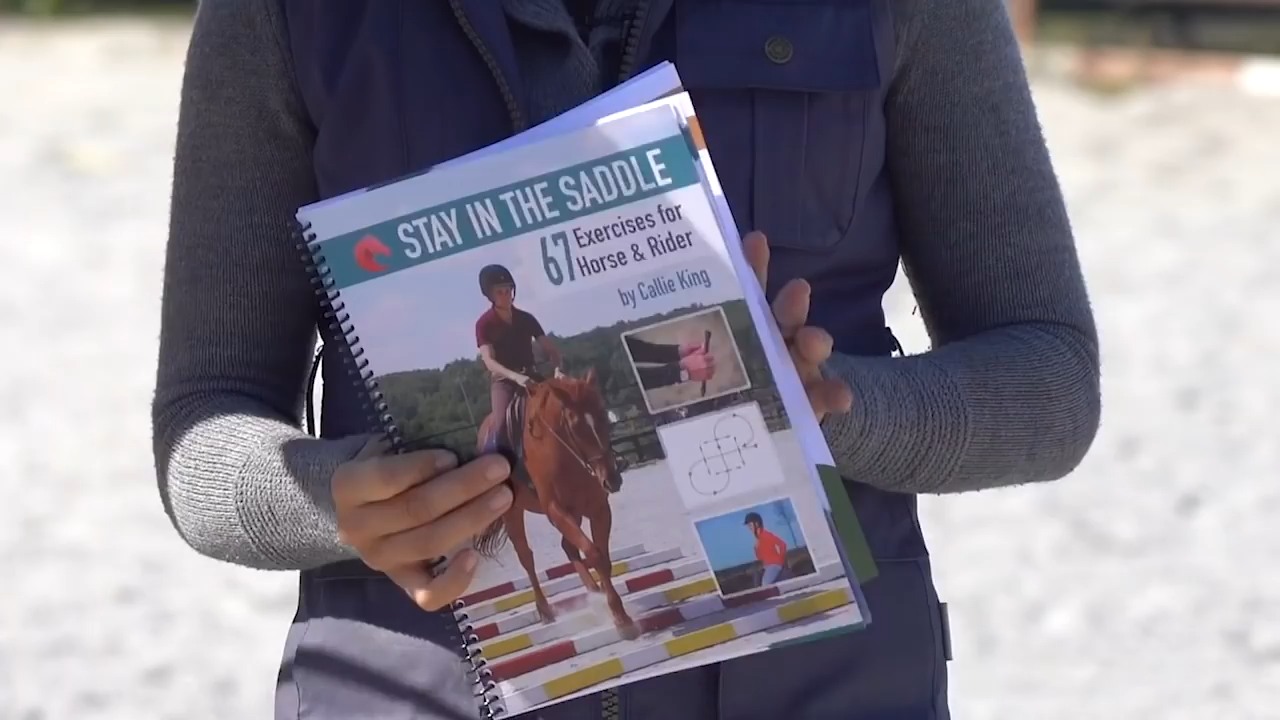 STAY IN THE SADDLE
67 Exercises for
Horse & Rider
by Callie King